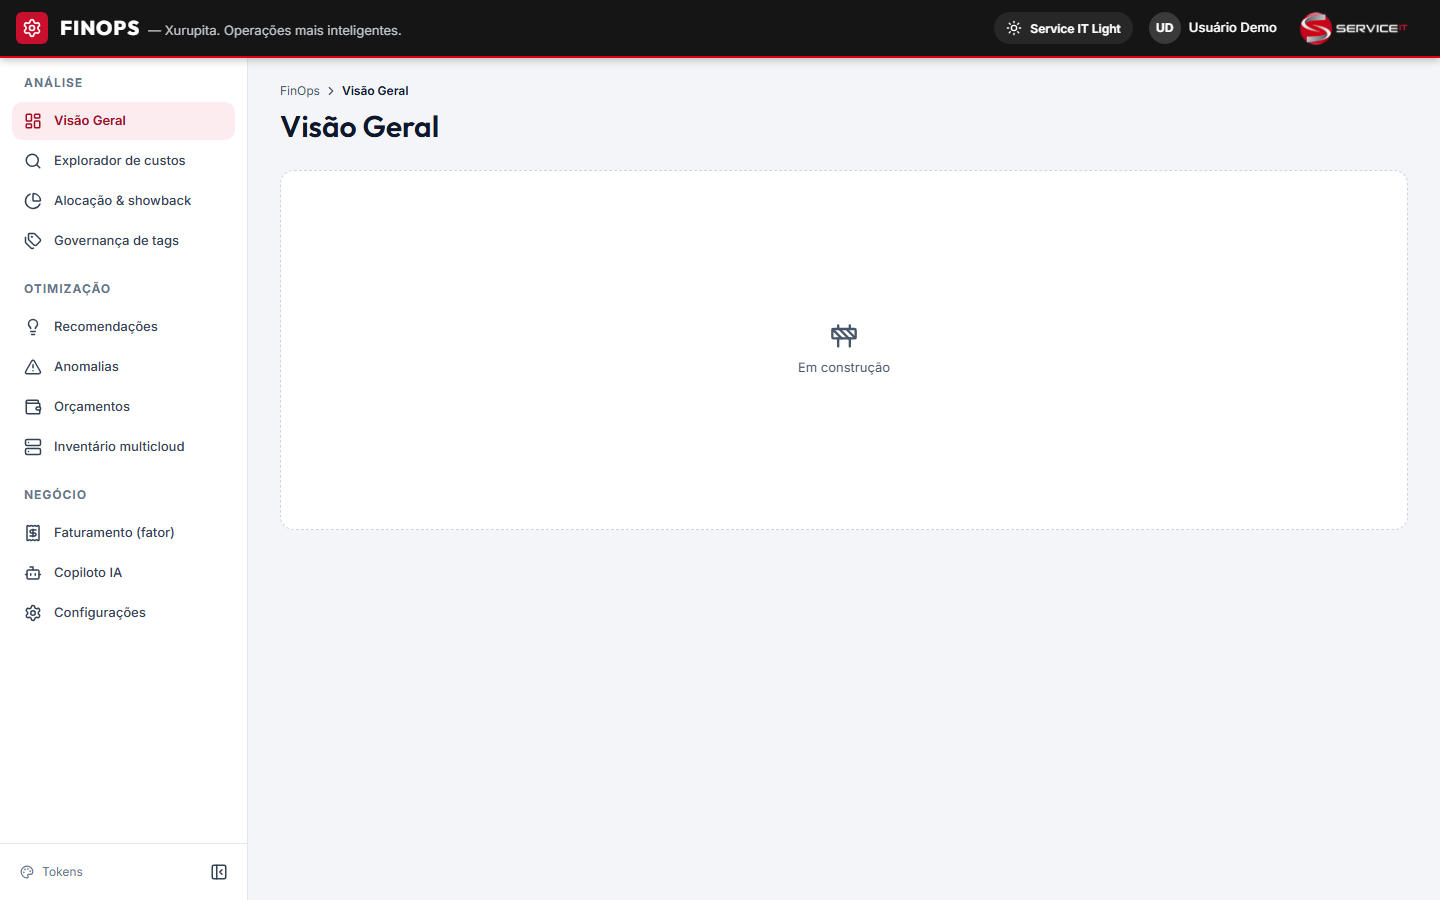 FINOPS — Xurupita. Operações mais inteligentes.
Service IT Light
UD Usuário Demo
SERVICE IT
ANÁLISE
Visão Geral
Explorador de custos
Alocação & showback
Governança de tags
OTIMIZAÇÃO
Recomendações
Anomalias
Orçamentos
Inventário multicloud
NEGÓCIO
Faturamento (fator)
Copiloto IA
Configurações
Tokens
FinOps > Visão Geral
Visão Geral
Em construção